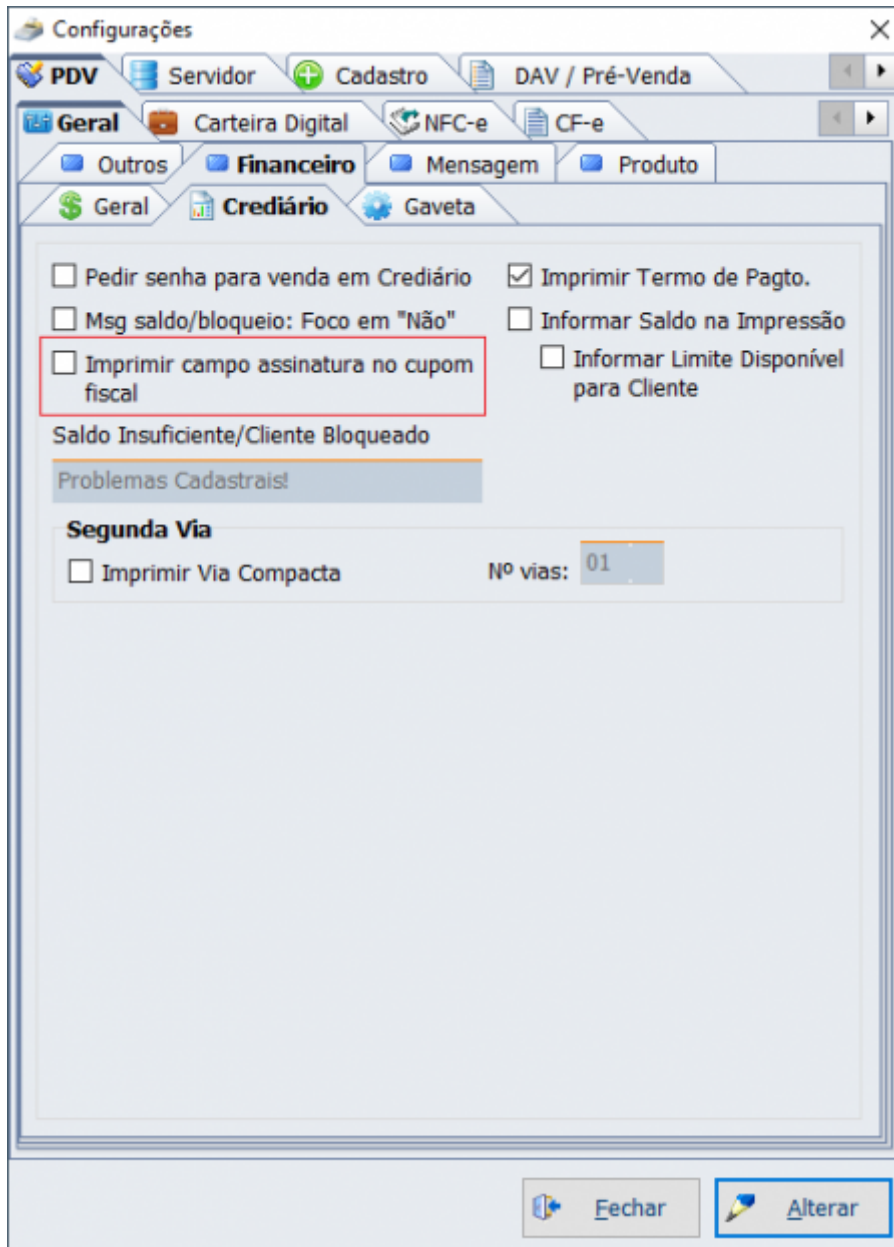 Configurações
PDV Servidor Cadastro DAV / Pré-Venda
Geral Carteira Digital NFC-e CF-e
Outros Financeiro Mensagem Produto
Geral Crediário Gaveta
Pedir senha para venda em Crediário
Imprimir Termo de Pagto.
Msg saldo/bloqueio: Foco em "Não"
Informar Saldo na Impressão
Imprimir campo assinatura no cupom
fiscal
Informar Limite Disponível
para Cliente
Saldo Insuficiente/Cliente Bloqueado
Problemas Cadastrais!
Segunda Via
Imprimir Via Compacta
Nº vias: 01
Fechar Alterar